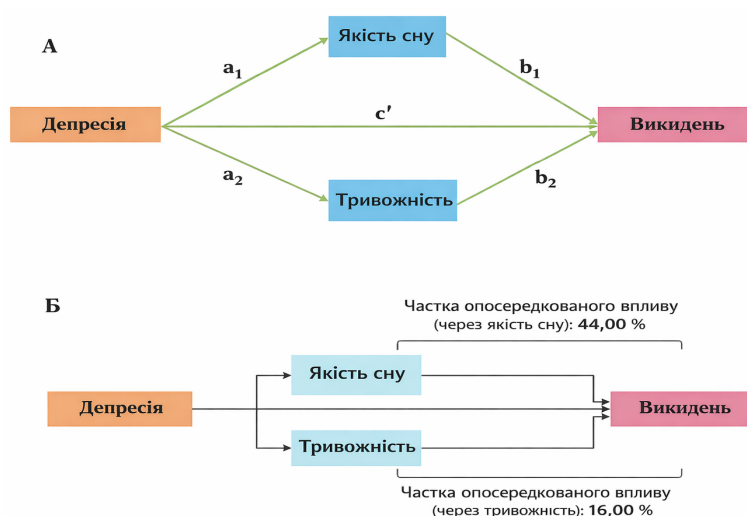 А
Якість сну
a₁
b₁
Депресія
c′
Викидень
a₂
b₂
Тривожність
Б
Частка опосередкованого впливу
(через якість сну): 44,00 %
Якість сну
Депресія
Викидень
Тривожність
Частка опосередкованого впливу
(через тривожність): 16,00 %